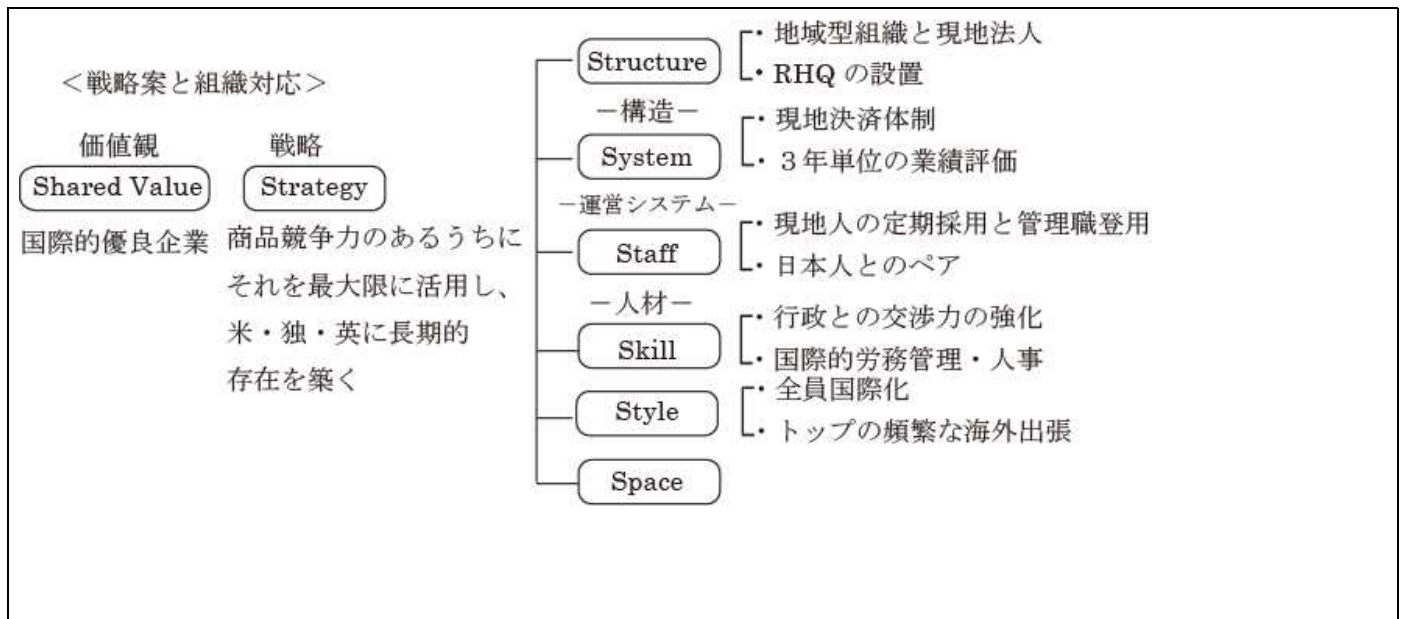 ＜戦略案と組織対応＞
価値観
Shared Value
国際的優良企業
戦略
Strategy
商品競争力のあるうちに
それを最大限に活用し、
米・独・英に長期的
存在を築く
Structure
・地域型組織と現地法人
・RHQ の設置
－構造－
System
・現地決済体制
・３年単位の業績評価
－運営システム－
Staff
・現地人の定期採用と管理職登用
・日本人とのペア
－人材－
Skill
・行政との交渉力の強化
・国際的労務管理・人事
Style
・全員国際化
・トップの頻繁な海外出張
Space